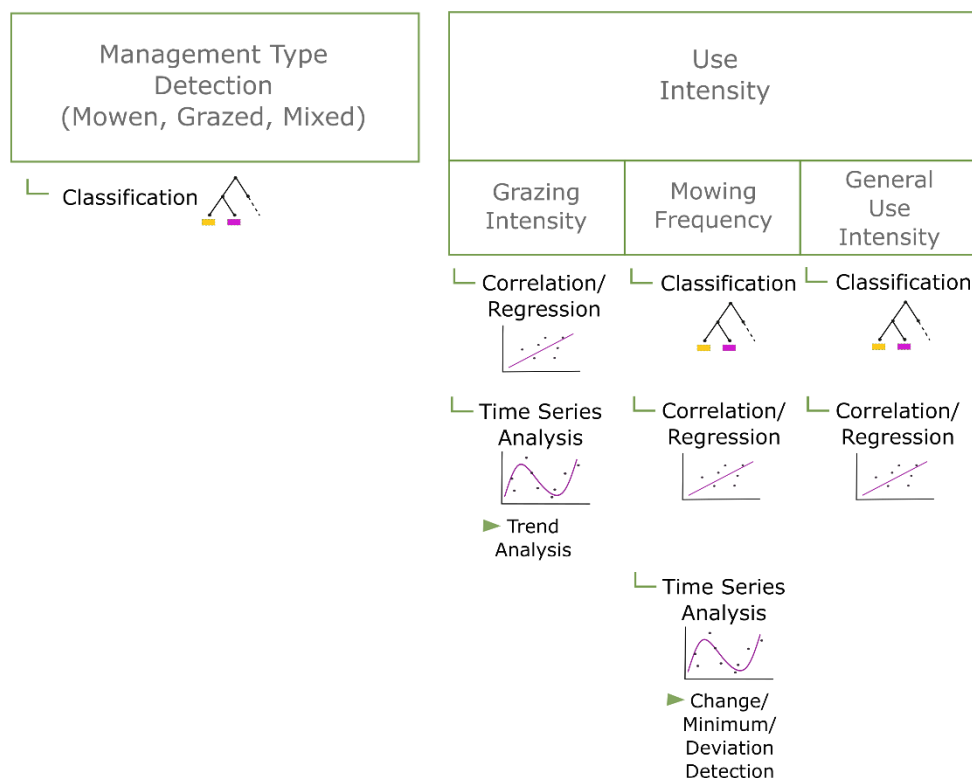 Management Type
Detection
(Mowen, Grazed, Mixed)
Classification
Use
Intensity
Grazing
Intensity
Correlation/
Regression
Time Series
Analysis
Trend
Analysis
Mowing
Frequency
Classification
Correlation/
Regression
Time Series
Analysis
Change/
Minimum/
Deviation
Detection
General
Use
Intensity
Classification
Correlation/
Regression